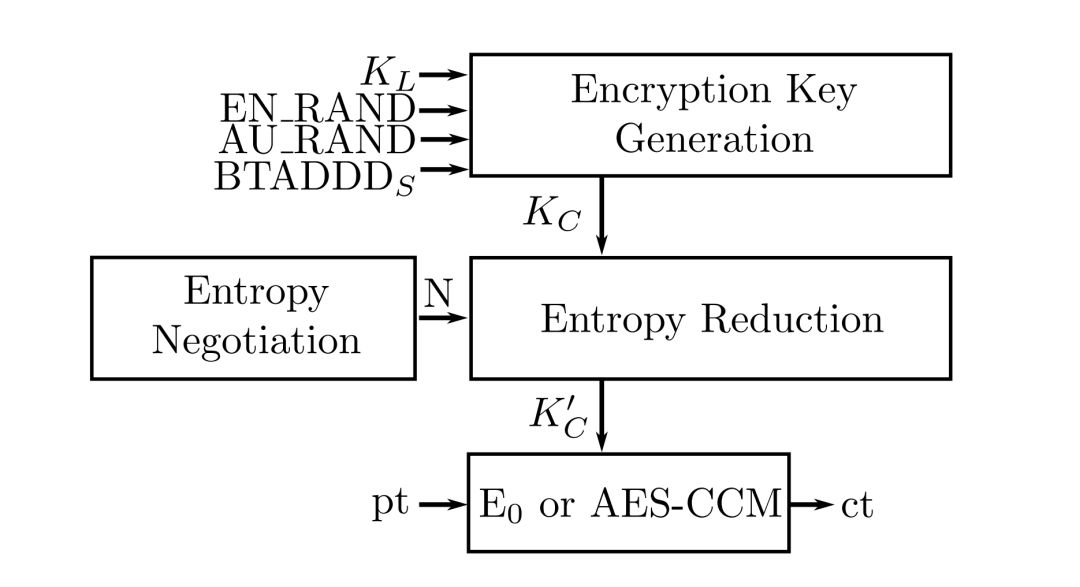 K_L
EN_RAND
AU_RAND
BTADDD_S
Encryption Key
Generation
K_C
Entropy
Negotiation
N
Entropy Reduction
K'_C
pt
E_0 or AES-CCM
ct